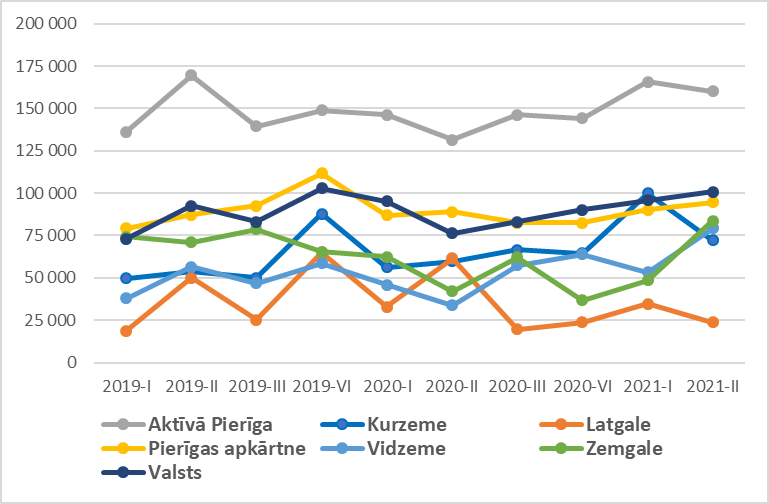 200 000
175 000
150 000
125 000
100 000
75 000
50 000
25 000
0
2019-I 2019-II 2019-III 2019-VI 2020-I 2020-II 2020-III 2020-VI 2021-I 2021-II
Aktīvā Pierīga Kurzeme Latgale
Pierīgas apkārtne Vidzeme Zemgale
Valsts